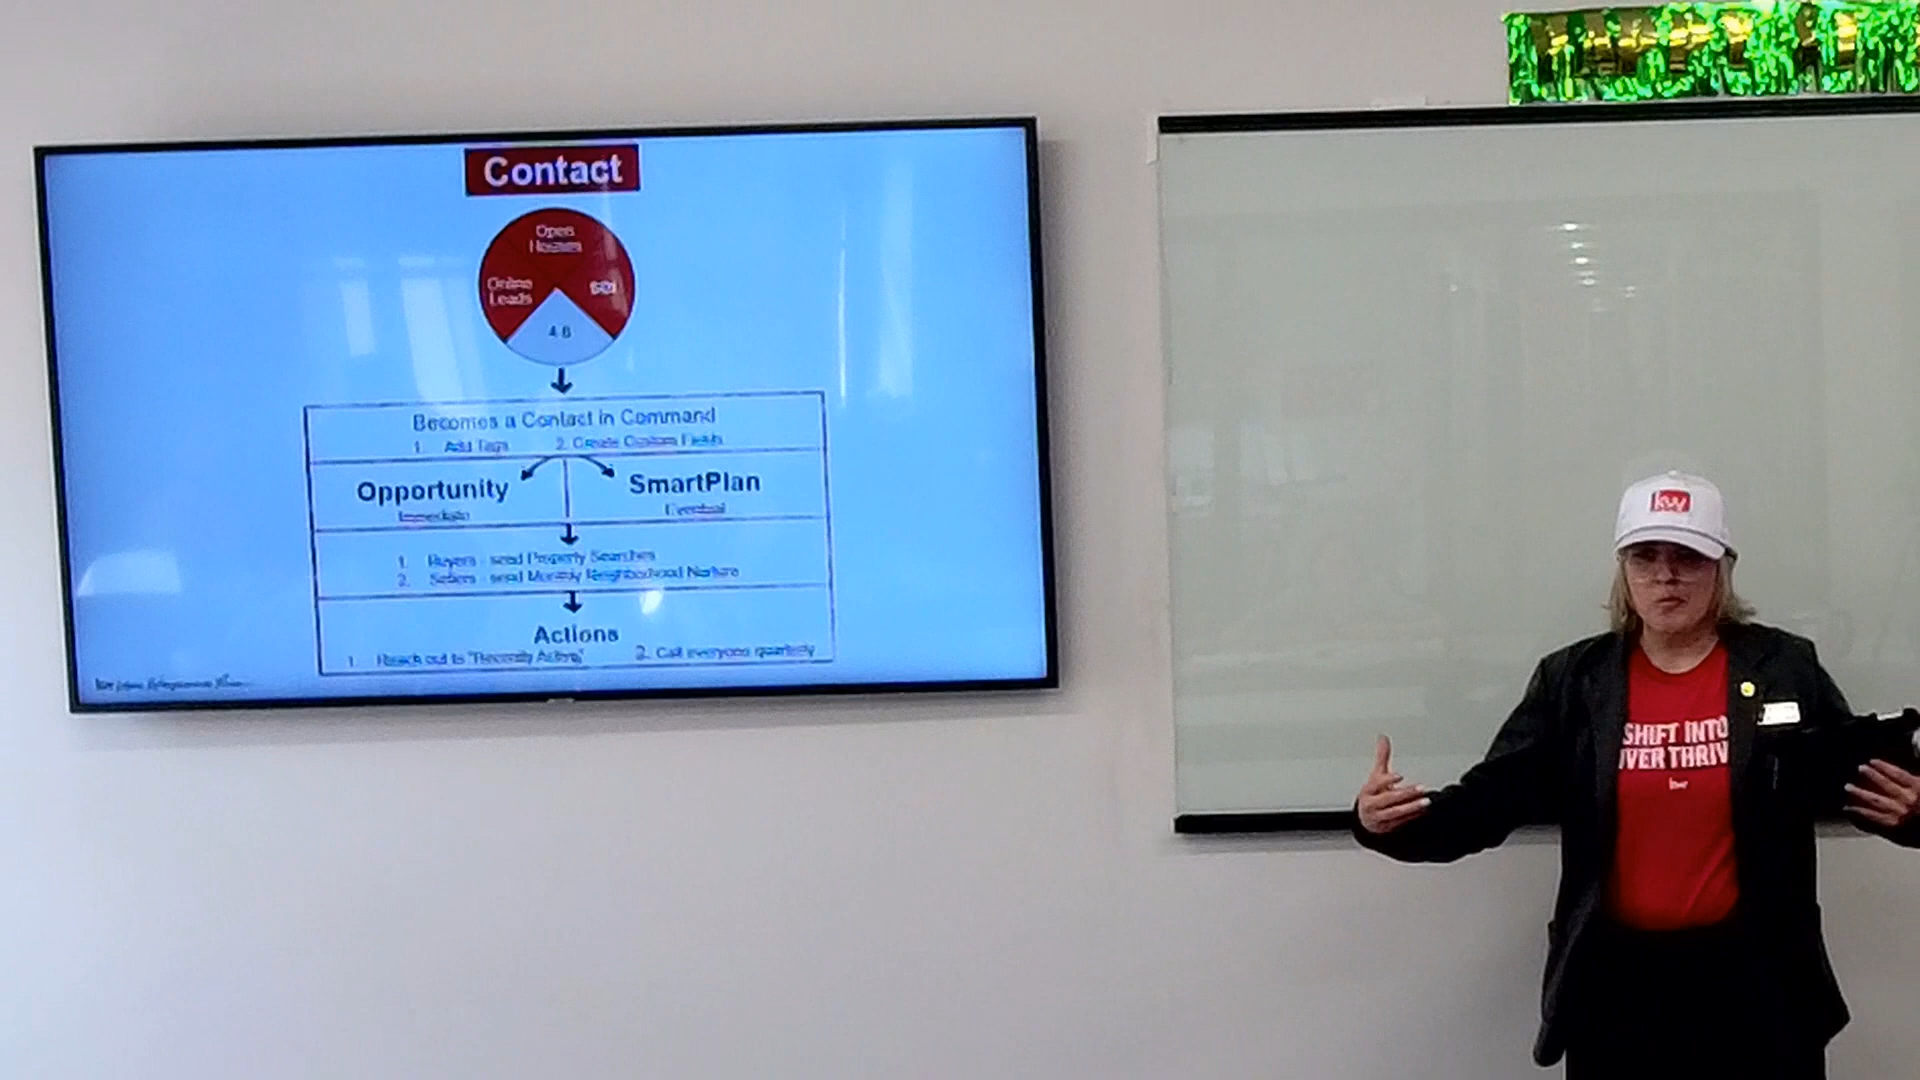 Contact
Open
Houses
Online
Leads
SOI
Becomes a Contact in Command
1. Add Tags 2. Create Custom Fields
Opportunity SmartPlan
Immediate Eventual
1. Buyers - send Property Searches
2. Sellers - send Monthly Neighborhood Nurture
Actions
1. Reach out to "Recently Active" 2. Call everyone quarterly
kw
SHIFT INTO
VER THRIV
kw